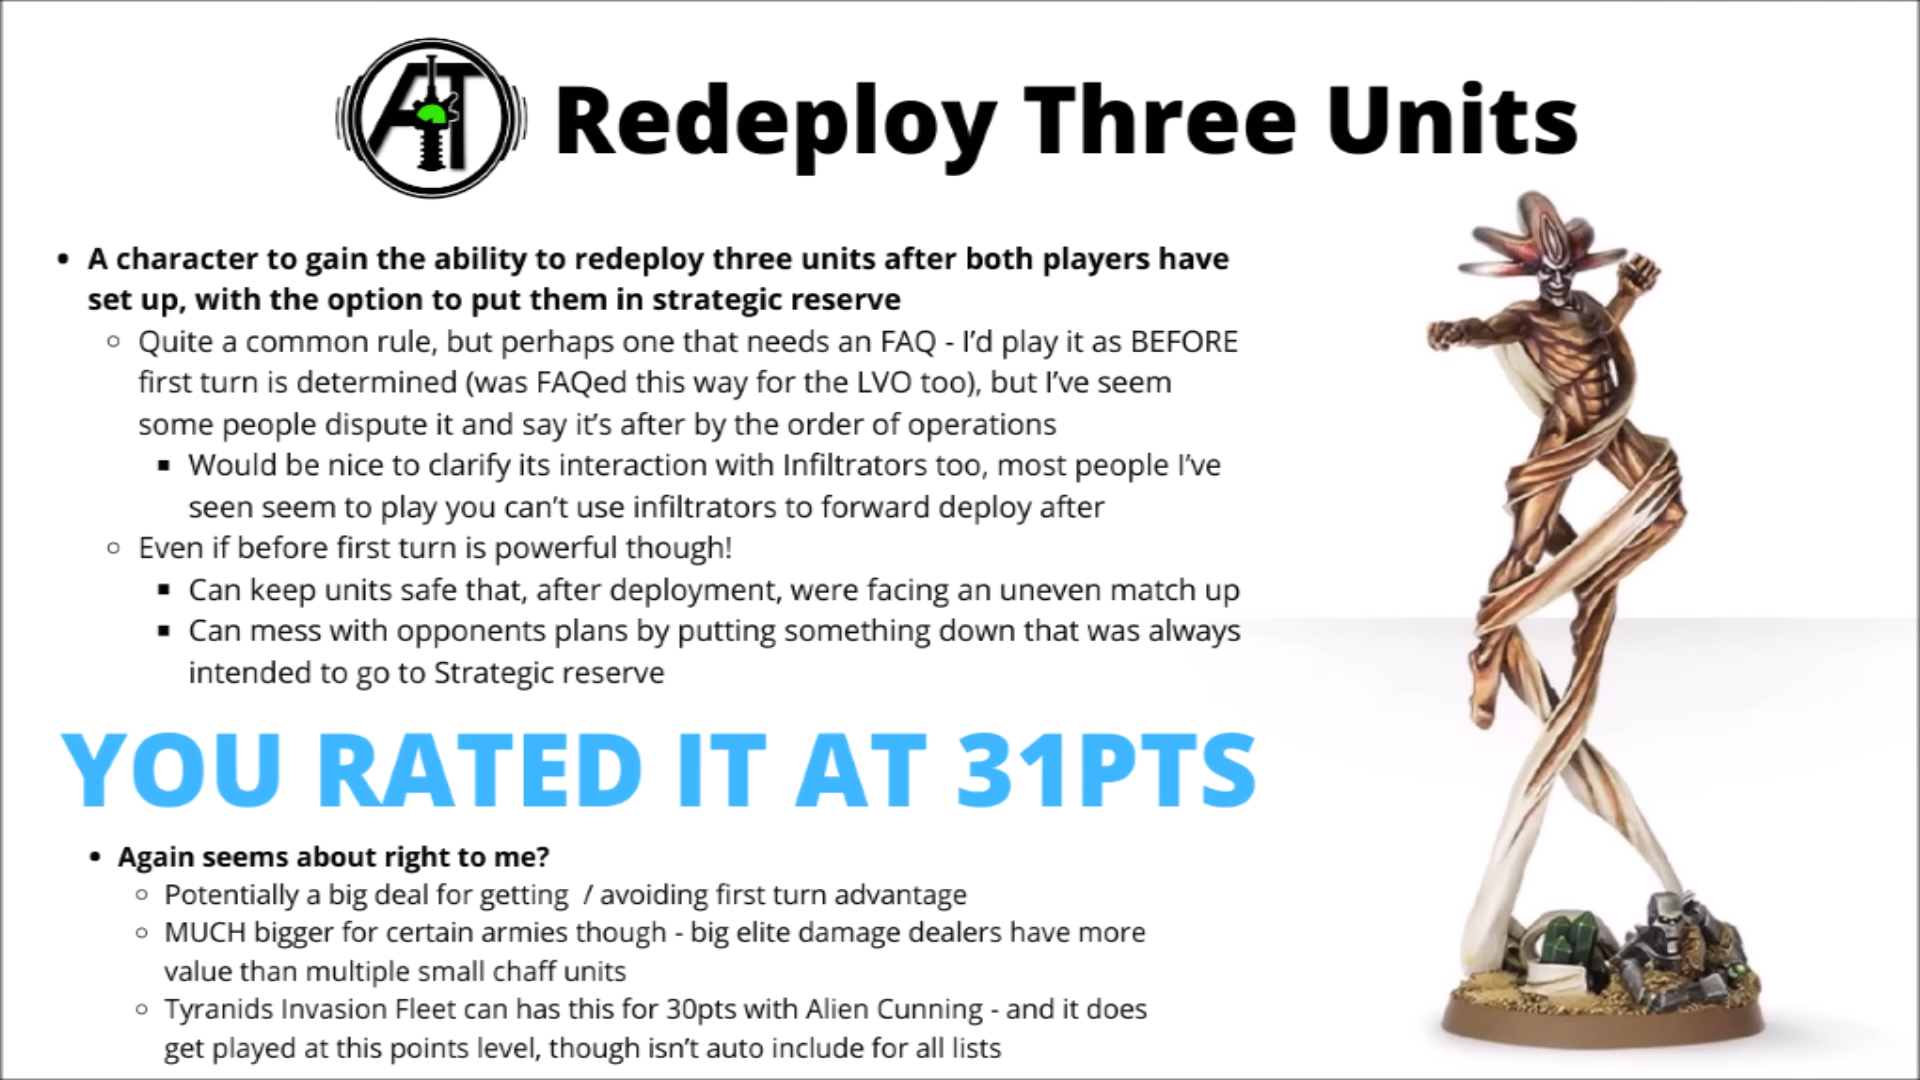 AT
Redeploy Three Units
• A character to gain the ability to redeploy three units after both players have
set up, with the option to put them in strategic reserve
○ Quite a common rule, but perhaps one that needs an FAQ - I'd play it as BEFORE
first turn is determined (was FAQed this way for the LVO too), but I've seem
some people dispute it and say it's after by the order of operations
▪ Would be nice to clarify its interaction with Infiltrators too, most people I've
seen seem to play you can't use infiltrators to forward deploy after
○ Even if before first turn is powerful though!
▪ Can keep units safe that, after deployment, were facing an uneven match up
▪ Can mess with opponents plans by putting something down that was always
intended to go to Strategic reserve
YOU RATED IT AT 31PTS
• Again seems about right to me?
○ Potentially a big deal for getting / avoiding first turn advantage
○ MUCH bigger for certain armies though - big elite damage dealers have more
value than multiple small chaff units
○ Tyranids Invasion Fleet can has this for 30pts with Alien Cunning - and it does
get played at this points level, though isn't auto include for all lists